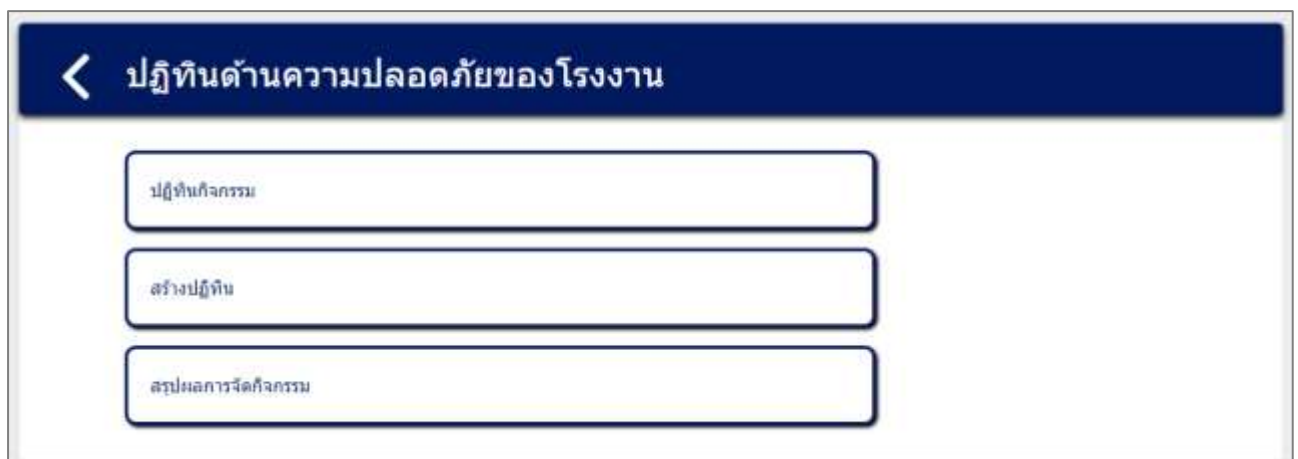 ปฏิทินด้านความปลอดภัยของโรงงาน
ปฏิทินกิจกรรม
สร้างปฏิทิน
สรุปผลการจัดกิจกรรม